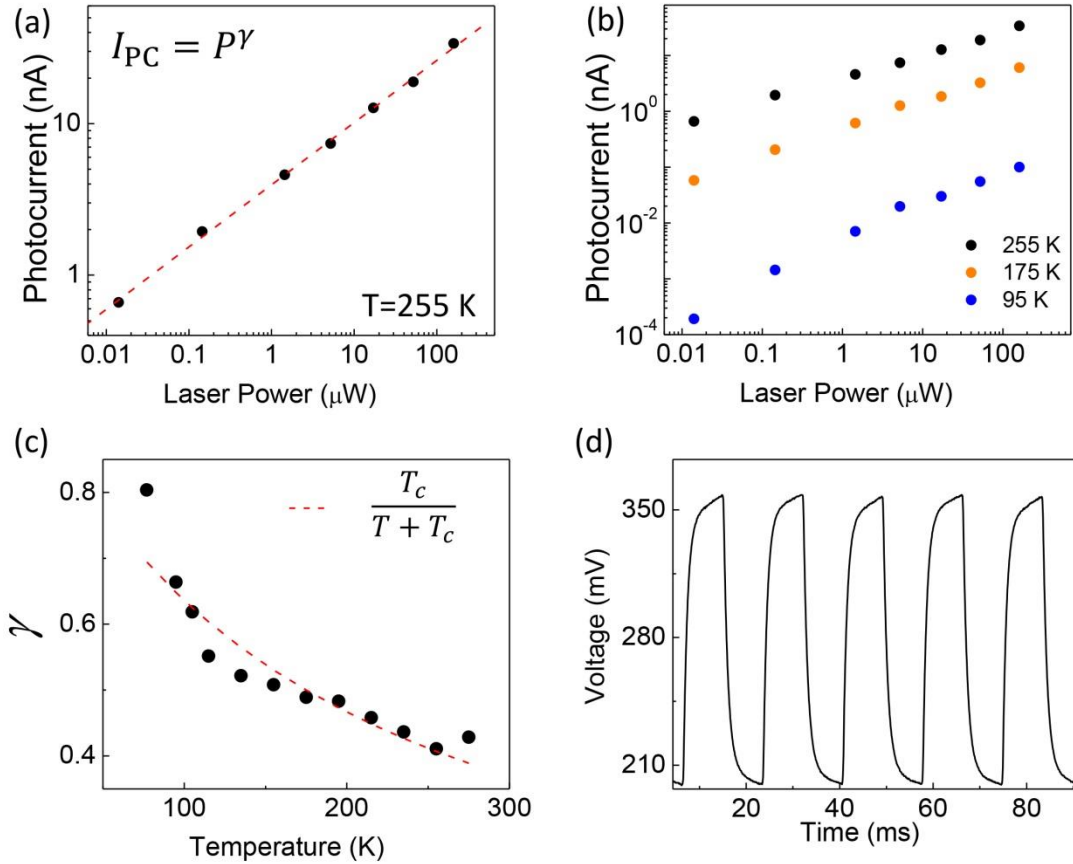 (a)
I_PC = P^γ
10
1
T=255 K
0.01 0.1 1 10 100
Laser Power (μW)
Photocurrent (nA)
(b)
10^0
10^-2
10^-4
255 K
175 K
95 K
0.01 0.1 1 10 100
Laser Power (μW)
Photocurrent (nA)
(c)
0.8
0.6
0.4
T_c
T + T_c
γ
100 200 300
Temperature (K)
(d)
350
280
210
Voltage (mV)
20 40 60 80
Time (ms)